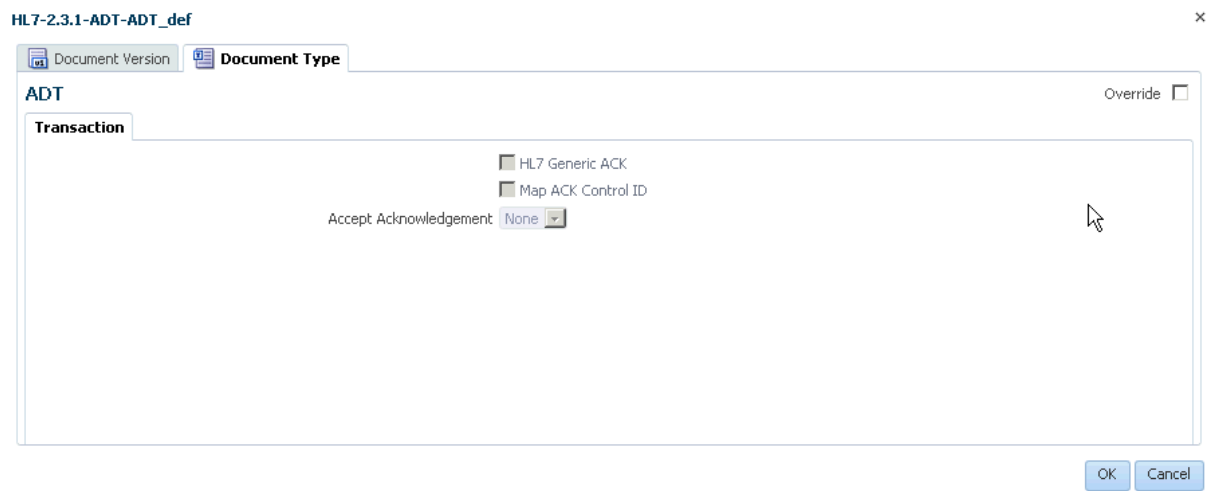 HL7-2.3.1-ADT-ADT_def
Document Version Document Type
ADT Override
Transaction
HL7 Generic ACK
Map ACK Control ID
Accept Acknowledgement None
OK Cancel